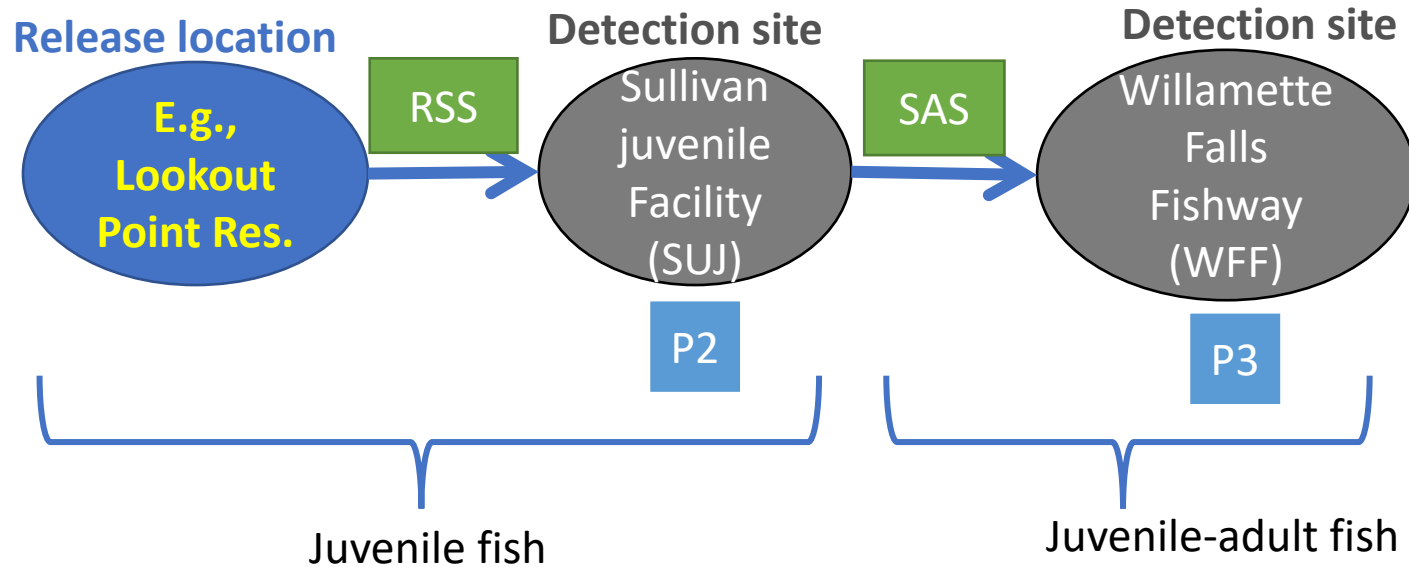 Release location
E.g.,
Lookout
Point Res.
RSS
Detection site
Sullivan
juvenile
Facility
(SUJ)
P2
SAS
Detection site
Willamette
Falls
Fishway
(WFF)
P3
Juvenile fish
Juvenile-adult fish